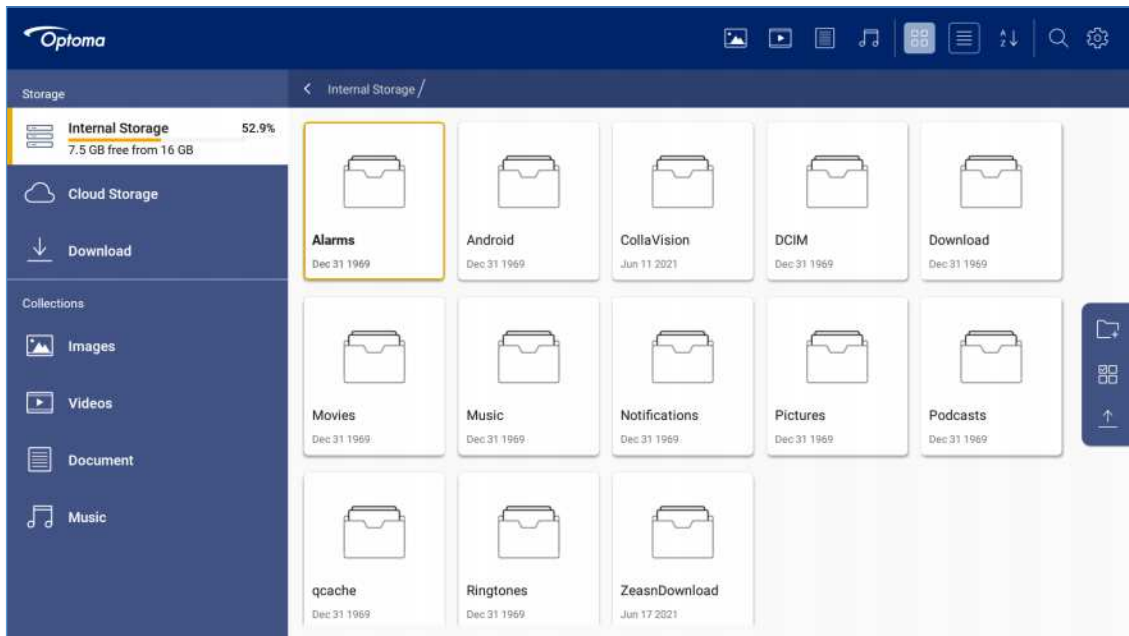 Optoma
Storage
Internal Storage 52.9%
7.5 GB free from 16 GB
Cloud Storage
Download
Collections
Images
Videos
Document
Music
Internal Storage /
Alarms
Dec 31 1969
Android
Dec 31 1969
CollaVision
Jun 11 2021
DCIM
Dec 31 1969
Download
Dec 31 1969
Movies
Dec 31 1969
Music
Dec 31 1969
Notifications
Dec 31 1969
Pictures
Dec 31 1969
Podcasts
Dec 31 1969
qcache
Dec 31 1969
Ringtones
Dec 31 1969
ZeasnDownload
Jun 17 2021